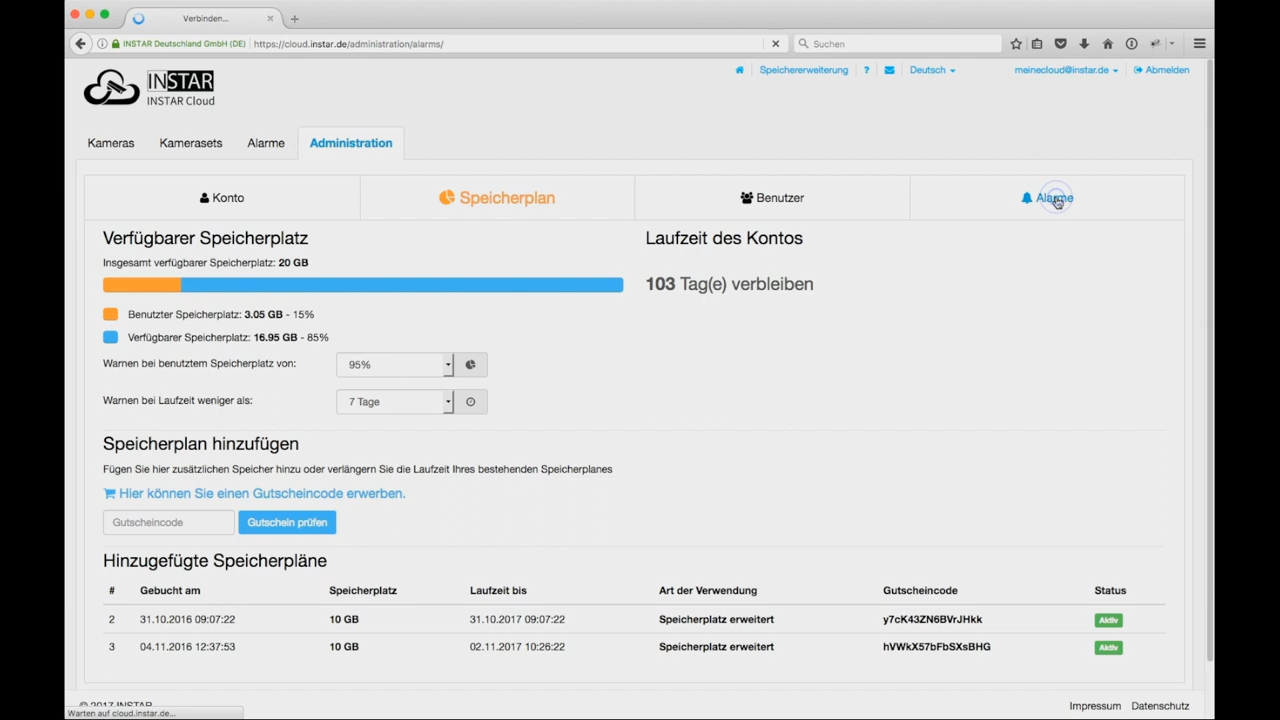 Verbinden...
INSTAR Deutschland GmbH (DE) https://cloud.instar.de/administration/alarms/ Suchen
INSTAR
INSTAR Cloud
Speichererweiterung ? Deutsch meinecloud@instar.de Abmelden
Kameras Kamerasets Alarme Administration
Konto Speicherplan Benutzer Alarme
Verfügbarer Speicherplatz Laufzeit des Kontos
Insgesamt verfügbarer Speicherplatz: 20 GB
103 Tag(e) verbleiben
Benutzter Speicherplatz: 3.05 GB - 15%
Verfügbarer Speicherplatz: 16.95 GB - 85%
Warnen bei benutztem Speicherplatz von: 95%
Warnen bei Laufzeit weniger als: 7 Tage
Speicherplan hinzufügen
Fügen Sie hier zusätzlichen Speicher hinzu oder verlängern Sie die Laufzeit Ihres bestehenden Speicherplanes
Hier können Sie einen Gutscheincode erwerben.
Gutscheincode Gutschein prüfen
Hinzugefügte Speicherpläne
# Gebucht am Speicherplatz Laufzeit bis Art der Verwendung Gutscheincode Status
2 31.10.2016 09:07:22 10 GB 31.10.2017 09:07:22 Speicherplatz erweitert y7cK43ZN6BVrJHkk Aktiv
3 04.11.2016 12:37:53 10 GB 02.11.2017 10:26:22 Speicherplatz erweitert hVWkX57bFbSXsBHG Aktiv
© 2017 INSTAR Impressum Datenschutz
Warten auf cloud.instar.de...